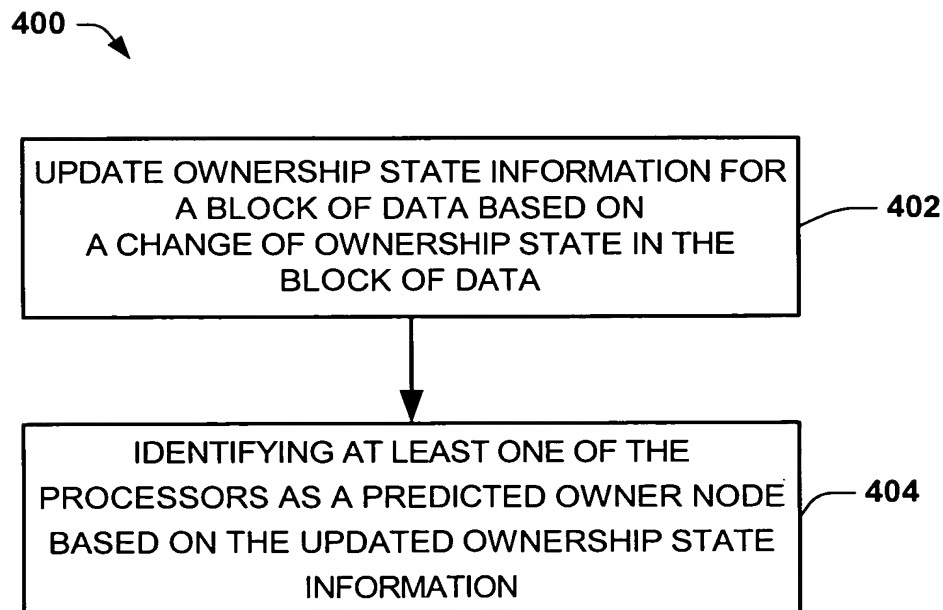 400
UPDATE OWNERSHIP STATE INFORMATION FOR
A BLOCK OF DATA BASED ON
A CHANGE OF OWNERSHIP STATE IN THE
BLOCK OF DATA
402
IDENTIFYING AT LEAST ONE OF THE
PROCESSORS AS A PREDICTED OWNER NODE
BASED ON THE UPDATED OWNERSHIP STATE
INFORMATION
404